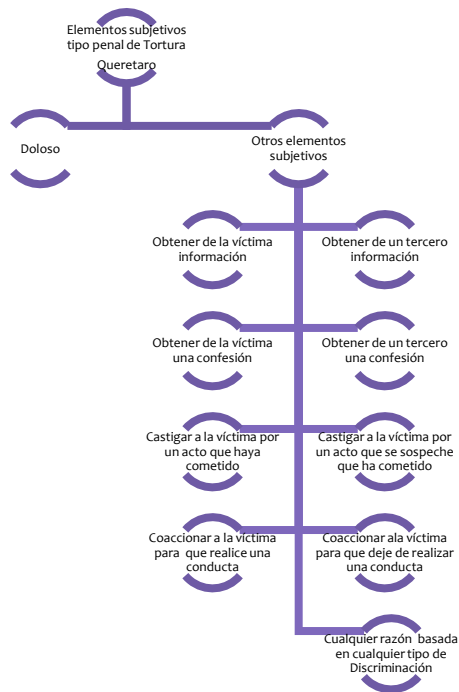 Elementos subjetivos
tipo penal de Tortura
Queretaro
Doloso
Otros elementos
subjetivos
Obtener de la víctima
información
Obtener de un tercero
información
Obtener de la víctima
una confesión
Obtener de un tercero
una confesión
Castigar a la víctima por
un acto que haya
cometido
Castigar a la víctima por
un acto que se sospeche
que ha cometido
Coaccionar a la víctima
para que realice una
conducta
Coaccionar ala víctima
para que deje de realizar
una conducta
Cualquier razón basada
en cualquier tipo de
Discriminación